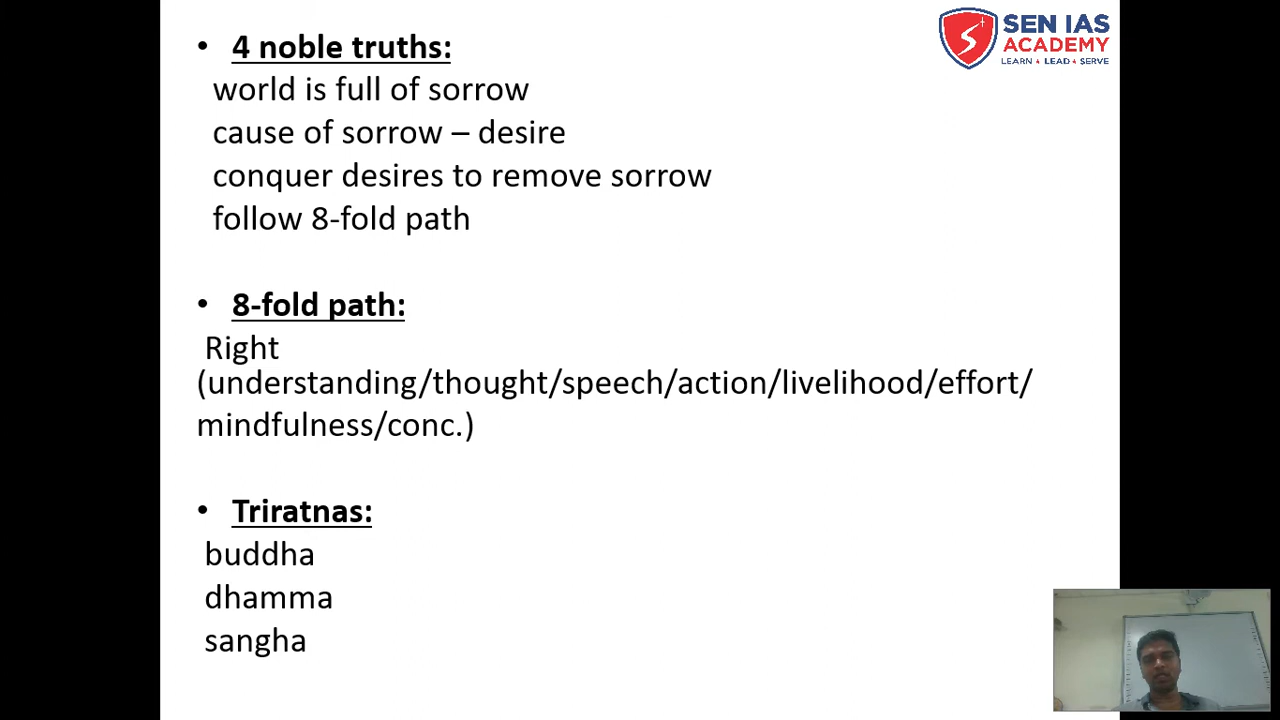 SEN IAS
ACADEMY
LEARN ★ LEAD ★ SERVE
• 4 noble truths:
world is full of sorrow
cause of sorrow – desire
conquer desires to remove sorrow
follow 8-fold path
• 8-fold path:
Right
(understanding/thought/speech/action/livelihood/effort/
mindfulness/conc.)
• Triratnas:
buddha
dhamma
sangha